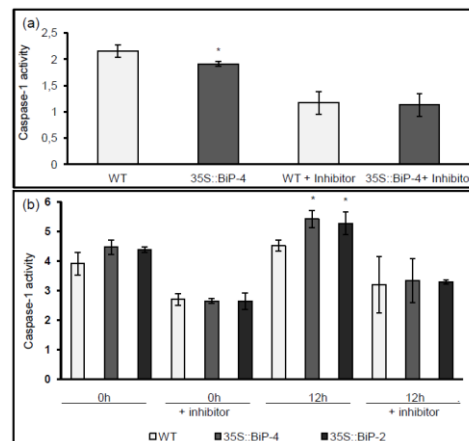 (a)
Caspase-1 activity
2,5
2
1,5
1
0,5
0
*
WT
35S::BiP-4
WT + Inhibitor
35S::BiP-4+ Inhibito
(b)
Caspase-1 activity
6
5
4
3
2
1
0
* *
0h
0h
12h
12h
+ inhibitor
+ inhibitor
WT
35S::BiP-4
35S::BiP-2